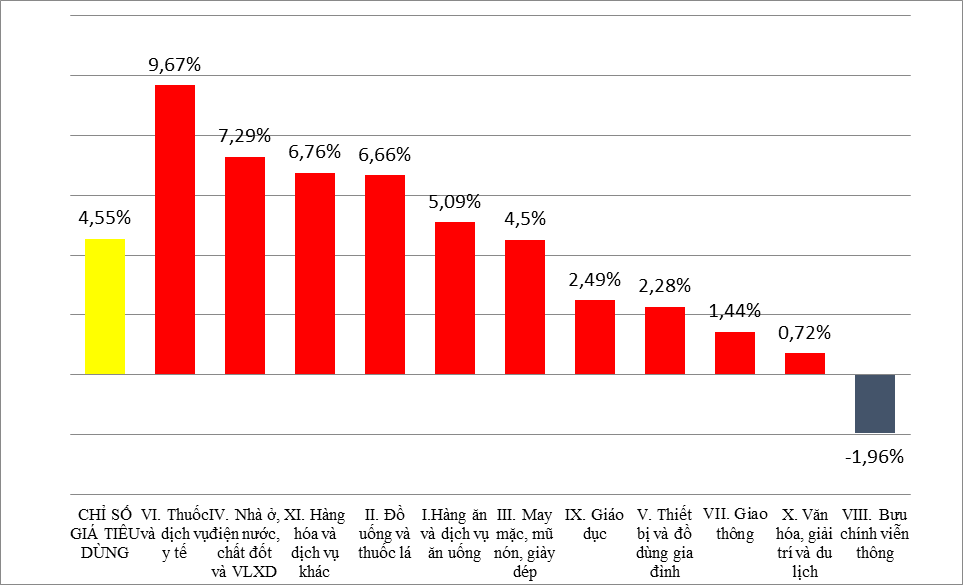 9,67%
7,29%
6,76%
6,66%
5,09%
4,55%
4,5%
2,49%
2,28%
1,44%
0,72%
-1,96%
CHỈ SỐ
GIÁ TIÊU
DÙNG
VI. Thuốc
và dịch vụ
y tế
IV. Nhà ở,
điện nước,
chất đốt
và VLXD
XI. Hàng
hóa và
dịch vụ
khác
II. Đồ
uống và
thuốc lá
I.Hàng ăn
và dịch vụ
ăn uống
III. May
mặc, mũ
nón, giày
dép
IX. Giáo
dục
V. Thiết
bị và đồ
dùng gia
đình
VII. Giao
thông
X. Văn
hóa, giải
trí và du
lịch
VIII. Bưu
chính viễn
thông